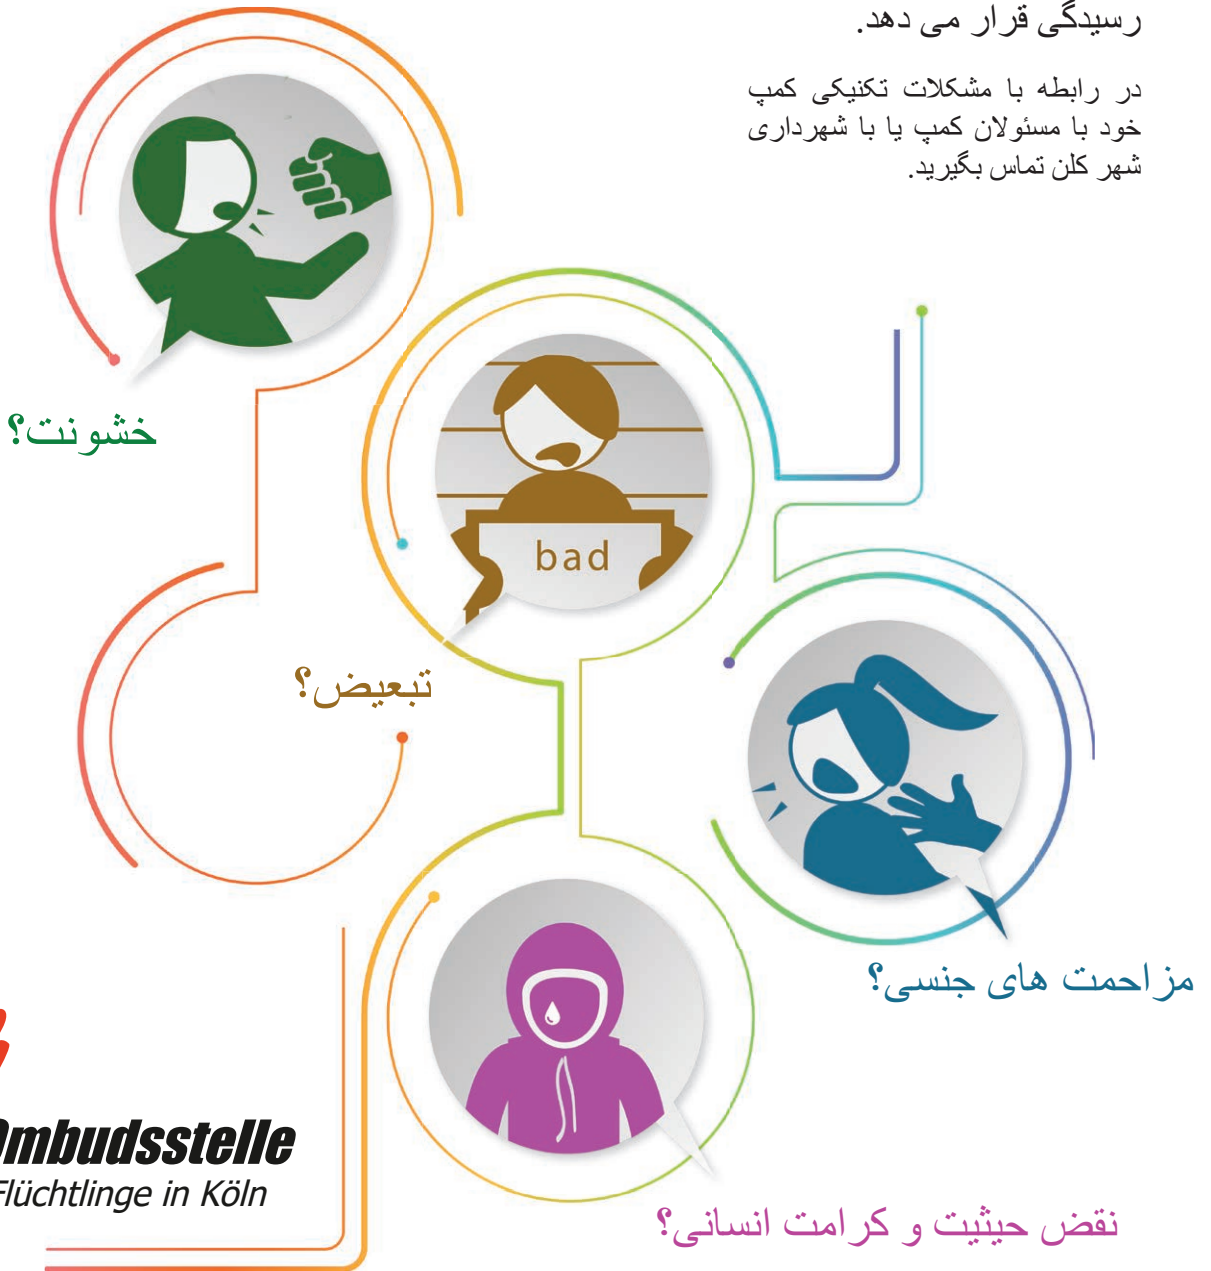 رسیدگی قرار می دهد.
در رابطه با مشکلات تکنیکی کمپ
خود با مسئولان کمپ یا با شهرداری
شهر کلن تماس بگیرید.
خشونت؟
bad
تبعیض؟
مزاحمت های جنسی؟
Ombudsstelle
Flüchtlinge in Köln
نقض حیثیت و کرامت انسانی؟